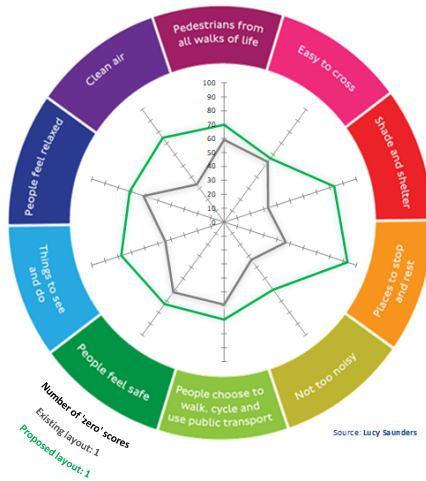 Pedestrians from
all walks of life
Easy to cross
Shade and shelter
Places to stop
and rest
Not too noisy
People choose to
walk, cycle and
use public transport
People feel safe
Things to see
and do
People feel relaxed
Clean air
100
90
80
70
60
50
40
30
20
10
0
Number of 'zero' scores
Existing layout: 1
Proposed layout: 1
Source: Lucy Saunders